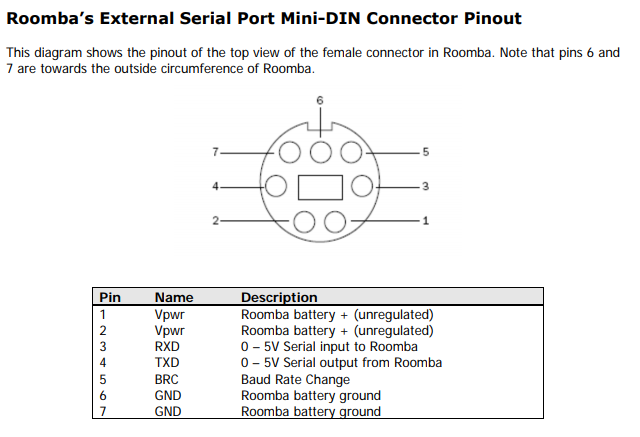 Roomba's External Serial Port Mini-DIN Connector Pinout
This diagram shows the pinout of the top view of the female connector in Roomba. Note that pins 6 and
7 are towards the outside circumference of Roomba.
6
7 5
4 3
2 1
Pin Name Description
1 Vpwr Roomba battery + (unregulated)
2 Vpwr Roomba battery + (unregulated)
3 RXD 0 – 5V Serial input to Roomba
4 TXD 0 – 5V Serial output from Roomba
5 BRC Baud Rate Change
6 GND Roomba battery ground
7 GND Roomba battery ground